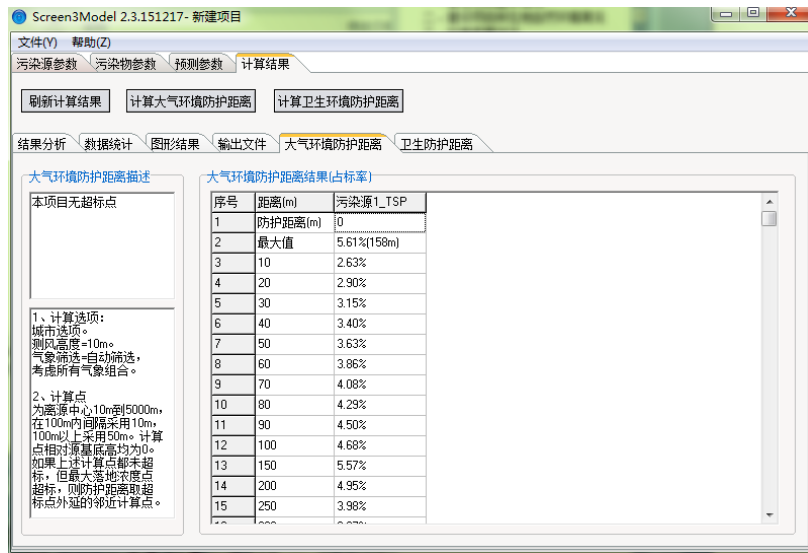 Screen3Model 2.3.151217- 新建项目
文件(Y) 帮助(Z)
污染源参数 污染物参数 预测参数 计算结果
刷新计算结果 计算大气环境防护距离 计算卫生环境防护距离
结果分析 数据统计 图形结果 输出文件 大气环境防护距离 卫生防护距离
大气环境防护距离描述
本项目无超标点
1、计算选项:
城市选项。
测风高度=10m。
气象筛选=自动筛选,
考虑所有气象组合。
2、计算点
为离源中心10m到5000m,
在100m内间隔采用10m,
100m以上采用50m。计算
点相对源基底高均为0。
如果上述计算点都未超
标,但最大落地浓度点
超标,则防护距离取超
标点外延的邻近计算点。
大气环境防护距离结果(占标率)
序号 距离(m) 污染源1_TSP
1 防护距离(m) 0
2 最大值 5.61%(158m)
3 10 2.63%
4 20 2.90%
5 30 3.15%
6 40 3.40%
7 50 3.63%
8 60 3.86%
9 70 4.08%
10 80 4.29%
11 90 4.50%
12 100 4.68%
13 150 5.57%
14 200 4.95%
15 250 3.98%